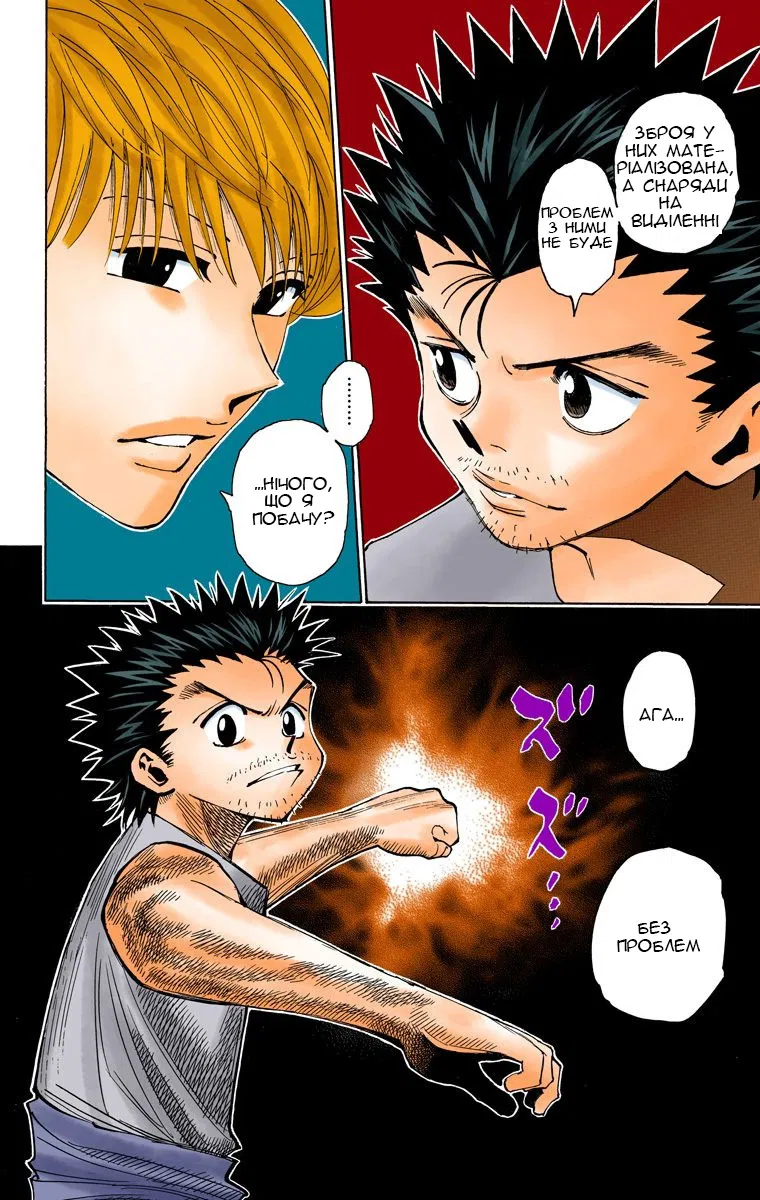 ЗБРОЯ У
НИХ МАТЕ-
РІАЛІЗОВАНА,
А СНАРЯДИ
НА
ВИДІЛЕННІ
ПРОБЛЕМ
З НИМИ
НЕ БУДЕ
.........
...НІЧОГО,
ЩО Я
ПОБАЧУ?
АГА...
ズズ...
БЕЗ
ПРОБЛЕМ